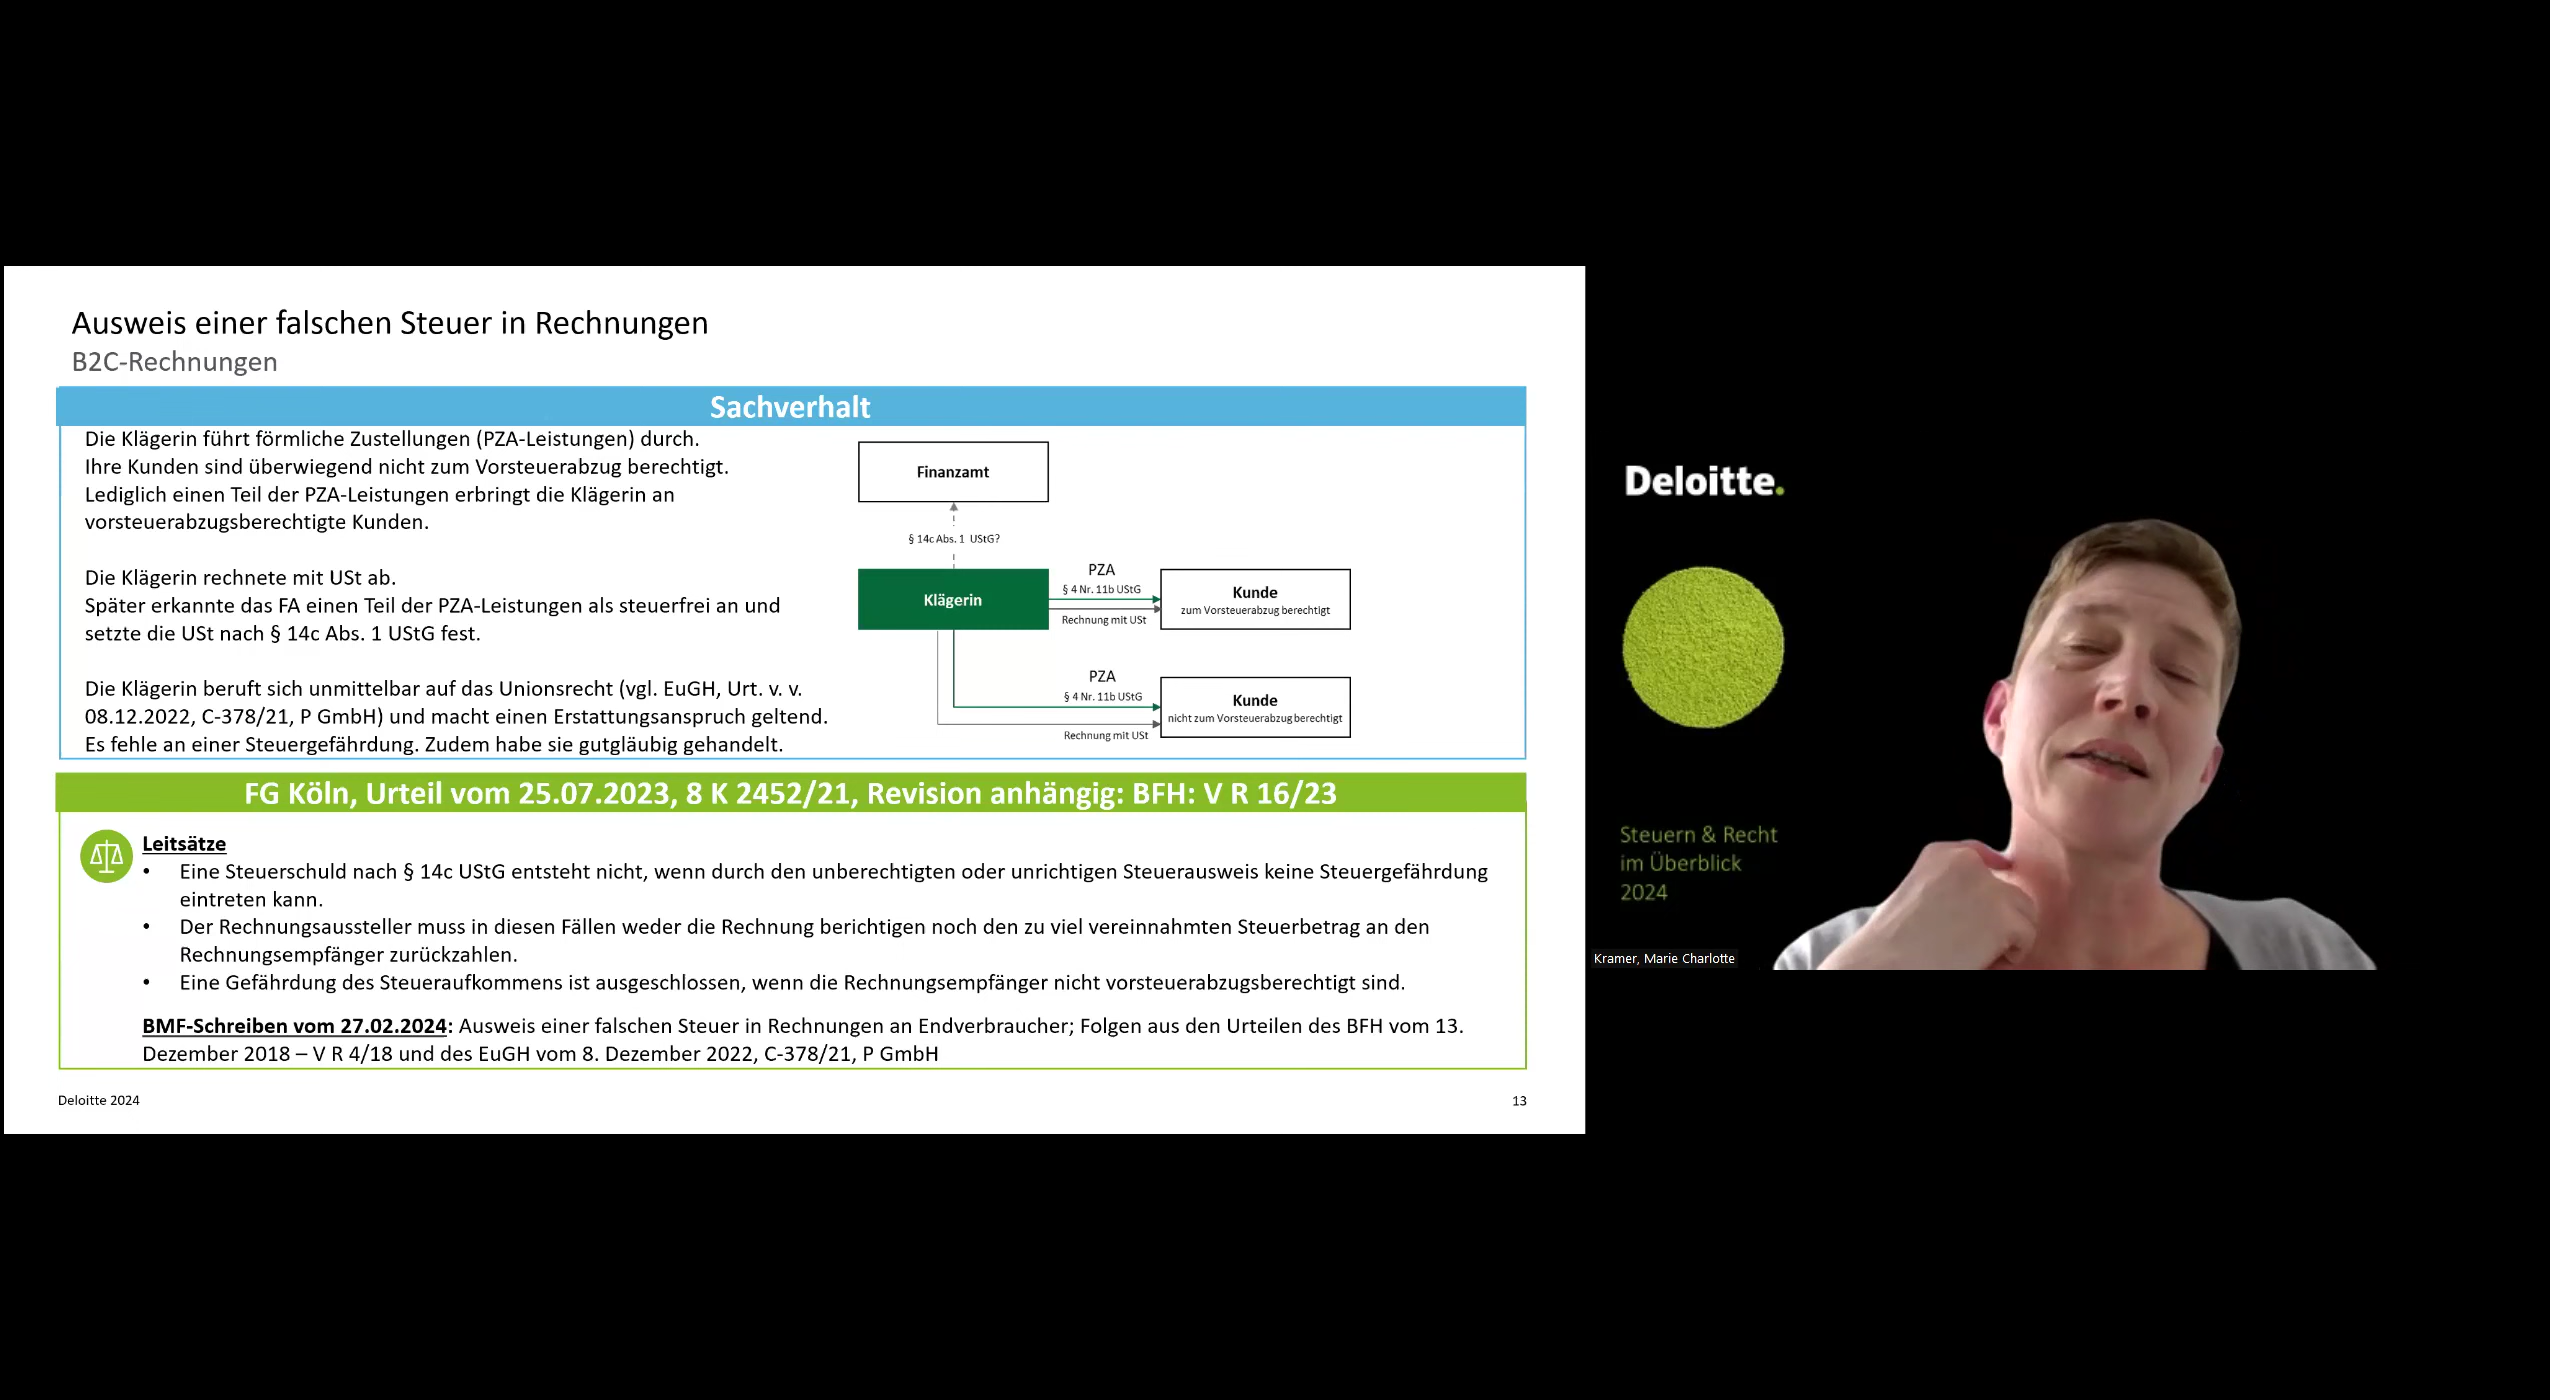 Ausweis einer falschen Steuer in Rechnungen
B2C-Rechnungen
Sachverhalt
Die Klägerin führt förmliche Zustellungen (PZA-Leistungen) durch.
Ihre Kunden sind überwiegend nicht zum Vorsteuerabzug berechtigt.
Lediglich einen Teil der PZA-Leistungen erbringt die Klägerin an
vorsteuerabzugsberechtigte Kunden.
Die Klägerin rechnete mit USt ab.
Später erkannte das FA einen Teil der PZA-Leistungen als steuerfrei an und
setzte die USt nach § 14c Abs. 1 UStG fest.
Die Klägerin beruft sich unmittelbar auf das Unionsrecht (vgl. EuGH, Urt. v. v.
08.12.2022, C-378/21, P GmbH) und macht einen Erstattungsanspruch geltend.
Es fehle an einer Steuergefährdung. Zudem habe sie gutgläubig gehandelt.
Finanzamt
§ 14c Abs. 1 UStG?
Klägerin
PZA
§ 4 Nr. 11b UStG
Rechnung mit USt
Kunde
zum Vorsteuerabzug berechtigt
PZA
§ 4 Nr. 11b UStG
Rechnung mit USt
Kunde
nicht zum Vorsteuerabzug berechtigt
FG Köln, Urteil vom 25.07.2023, 8 K 2452/21, Revision anhängig: BFH: V R 16/23
Leitsätze
• Eine Steuerschuld nach § 14c UStG entsteht nicht, wenn durch den unberechtigten oder unrichtigen Steuerausweis keine Steuergefährdung
eintreten kann.
• Der Rechnungsaussteller muss in diesen Fällen weder die Rechnung berichtigen noch den zu viel vereinnahmten Steuerbetrag an den
Rechnungsempfänger zurückzahlen.
• Eine Gefährdung des Steueraufkommens ist ausgeschlossen, wenn die Rechnungsempfänger nicht vorsteuerabzugsberechtigt sind.
BMF-Schreiben vom 27.02.2024: Ausweis einer falschen Steuer in Rechnungen an Endverbraucher; Folgen aus den Urteilen des BFH vom 13.
Dezember 2018 – V R 4/18 und des EuGH vom 8. Dezember 2022, C-378/21, P GmbH
Deloitte 2024
13
Deloitte.
Steuern & Recht
im Überblick
2024
Kramer, Marie Charlotte